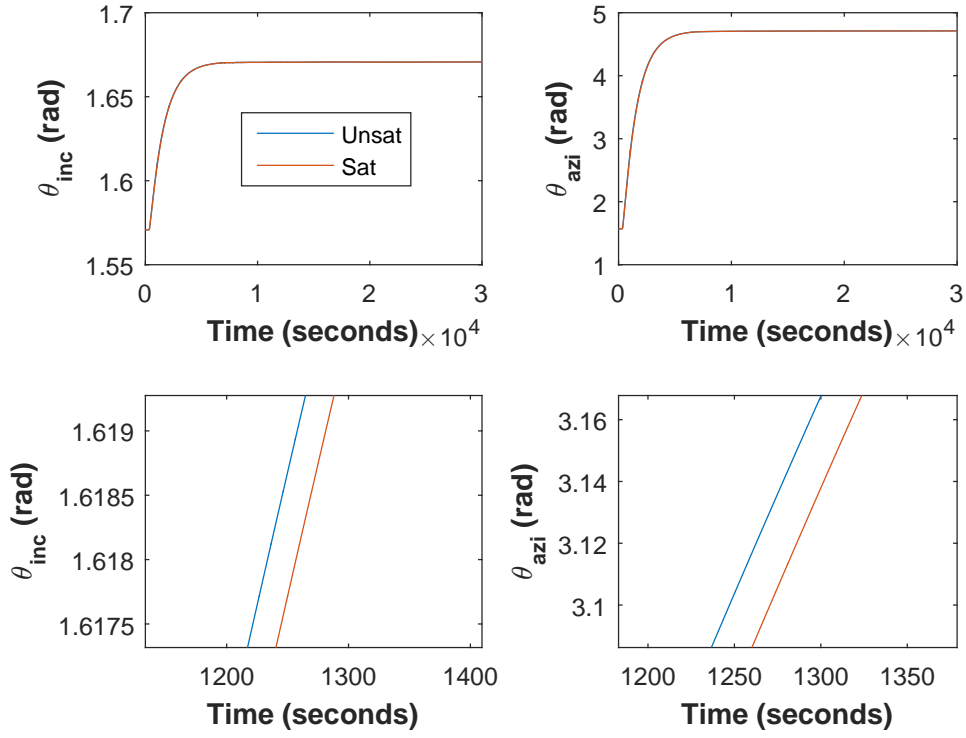 1.7
1.65
1.6
1.55
θinc (rad)
Unsat
Sat
0 1 2 3
Time (seconds) ×10^4
5
4
3
2
1
θazi (rad)
0 1 2 3
Time (seconds) ×10^4
1.619
1.6185
1.618
1.6175
θinc (rad)
1200 1300 1400
Time (seconds)
3.16
3.14
3.12
3.1
θazi (rad)
1200 1250 1300 1350
Time (seconds)